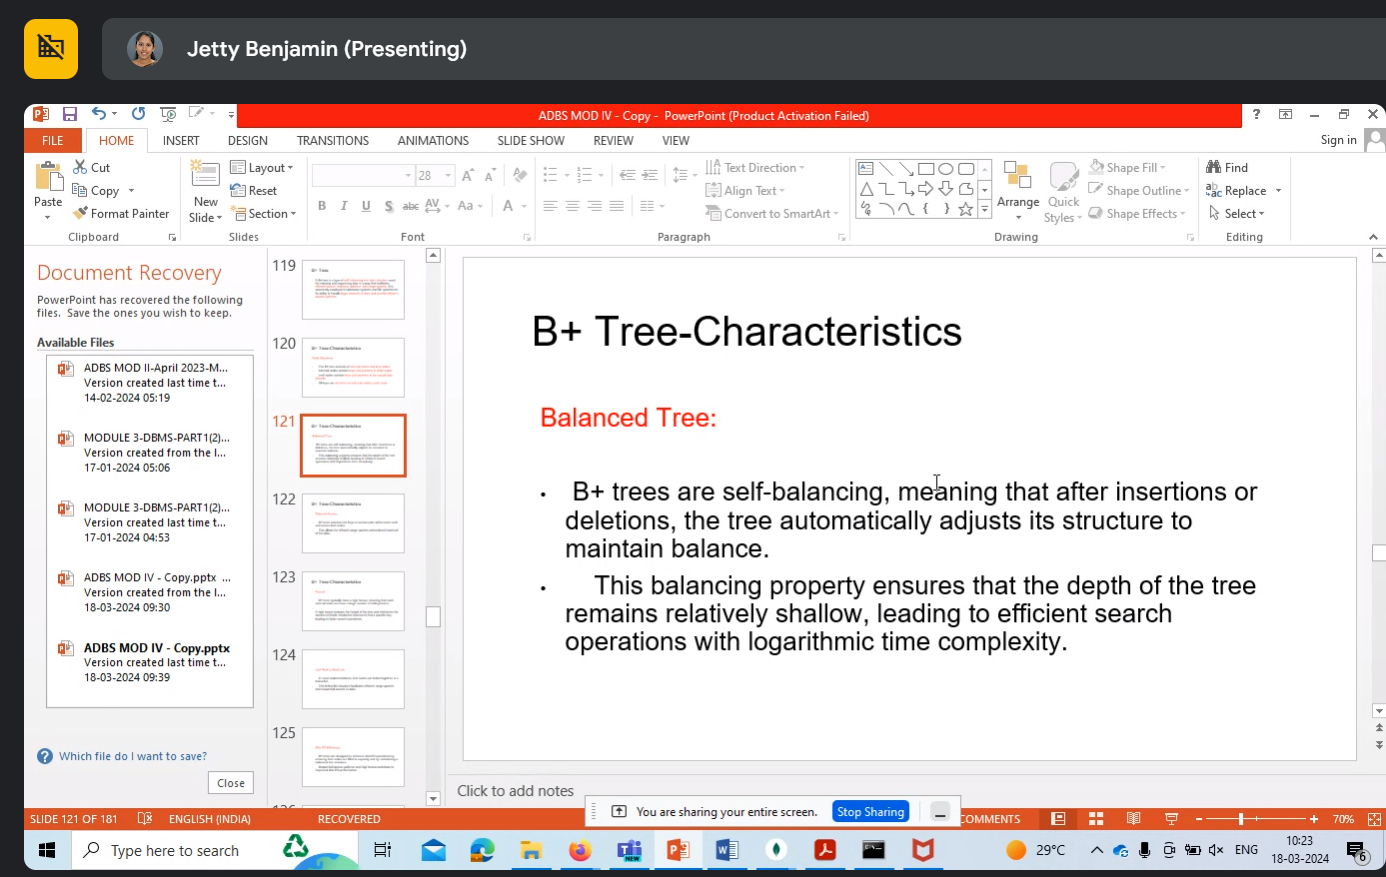 Jetty Benjamin (Presenting)
ADBS MOD IV - Copy - PowerPoint (Product Activation Failed)
FILE HOME INSERT DESIGN TRANSITIONS ANIMATIONS SLIDE SHOW REVIEW VIEW
Sign in
Paste
Cut
Copy
Format Painter
Clipboard
New
Slide
Layout
Reset
Section
Slides
28
B I U S abc AV Aa A
Font
Text Direction
Align Text
Convert to SmartArt
Paragraph
Arrange
Quick
Styles
Shape Fill
Shape Outline
Shape Effects
Drawing
Find
Replace
Select
Editing
Document Recovery
PowerPoint has recovered the following
files. Save the ones you wish to keep.
Available Files
ADBS MOD II-April 2023-M...
Version created last time t...
14-02-2024 05:19
MODULE 3-DBMS-PART1(2)...
Version created from the l...
17-01-2024 05:06
MODULE 3-DBMS-PART1(2)...
Version created last time t...
17-01-2024 04:53
ADBS MOD IV - Copy.pptx ...
Version created from the l...
18-03-2024 09:30
ADBS MOD IV - Copy.pptx
Version created last time t...
18-03-2024 09:39
Which file do I want to save?
Close
119
120
121
122
123
124
125
B+ Tree-Characteristics
Balanced Tree:
• B+ trees are self-balancing, meaning that after insertions or
deletions, the tree automatically adjusts its structure to
maintain balance.
• This balancing property ensures that the depth of the tree
remains relatively shallow, leading to efficient search
operations with logarithmic time complexity.
Click to add notes
You are sharing your entire screen. Stop Sharing
SLIDE 121 OF 181 ENGLISH (INDIA) RECOVERED COMMENTS 70%
Type here to search
29°C ENG
10:23
18-03-2024
6